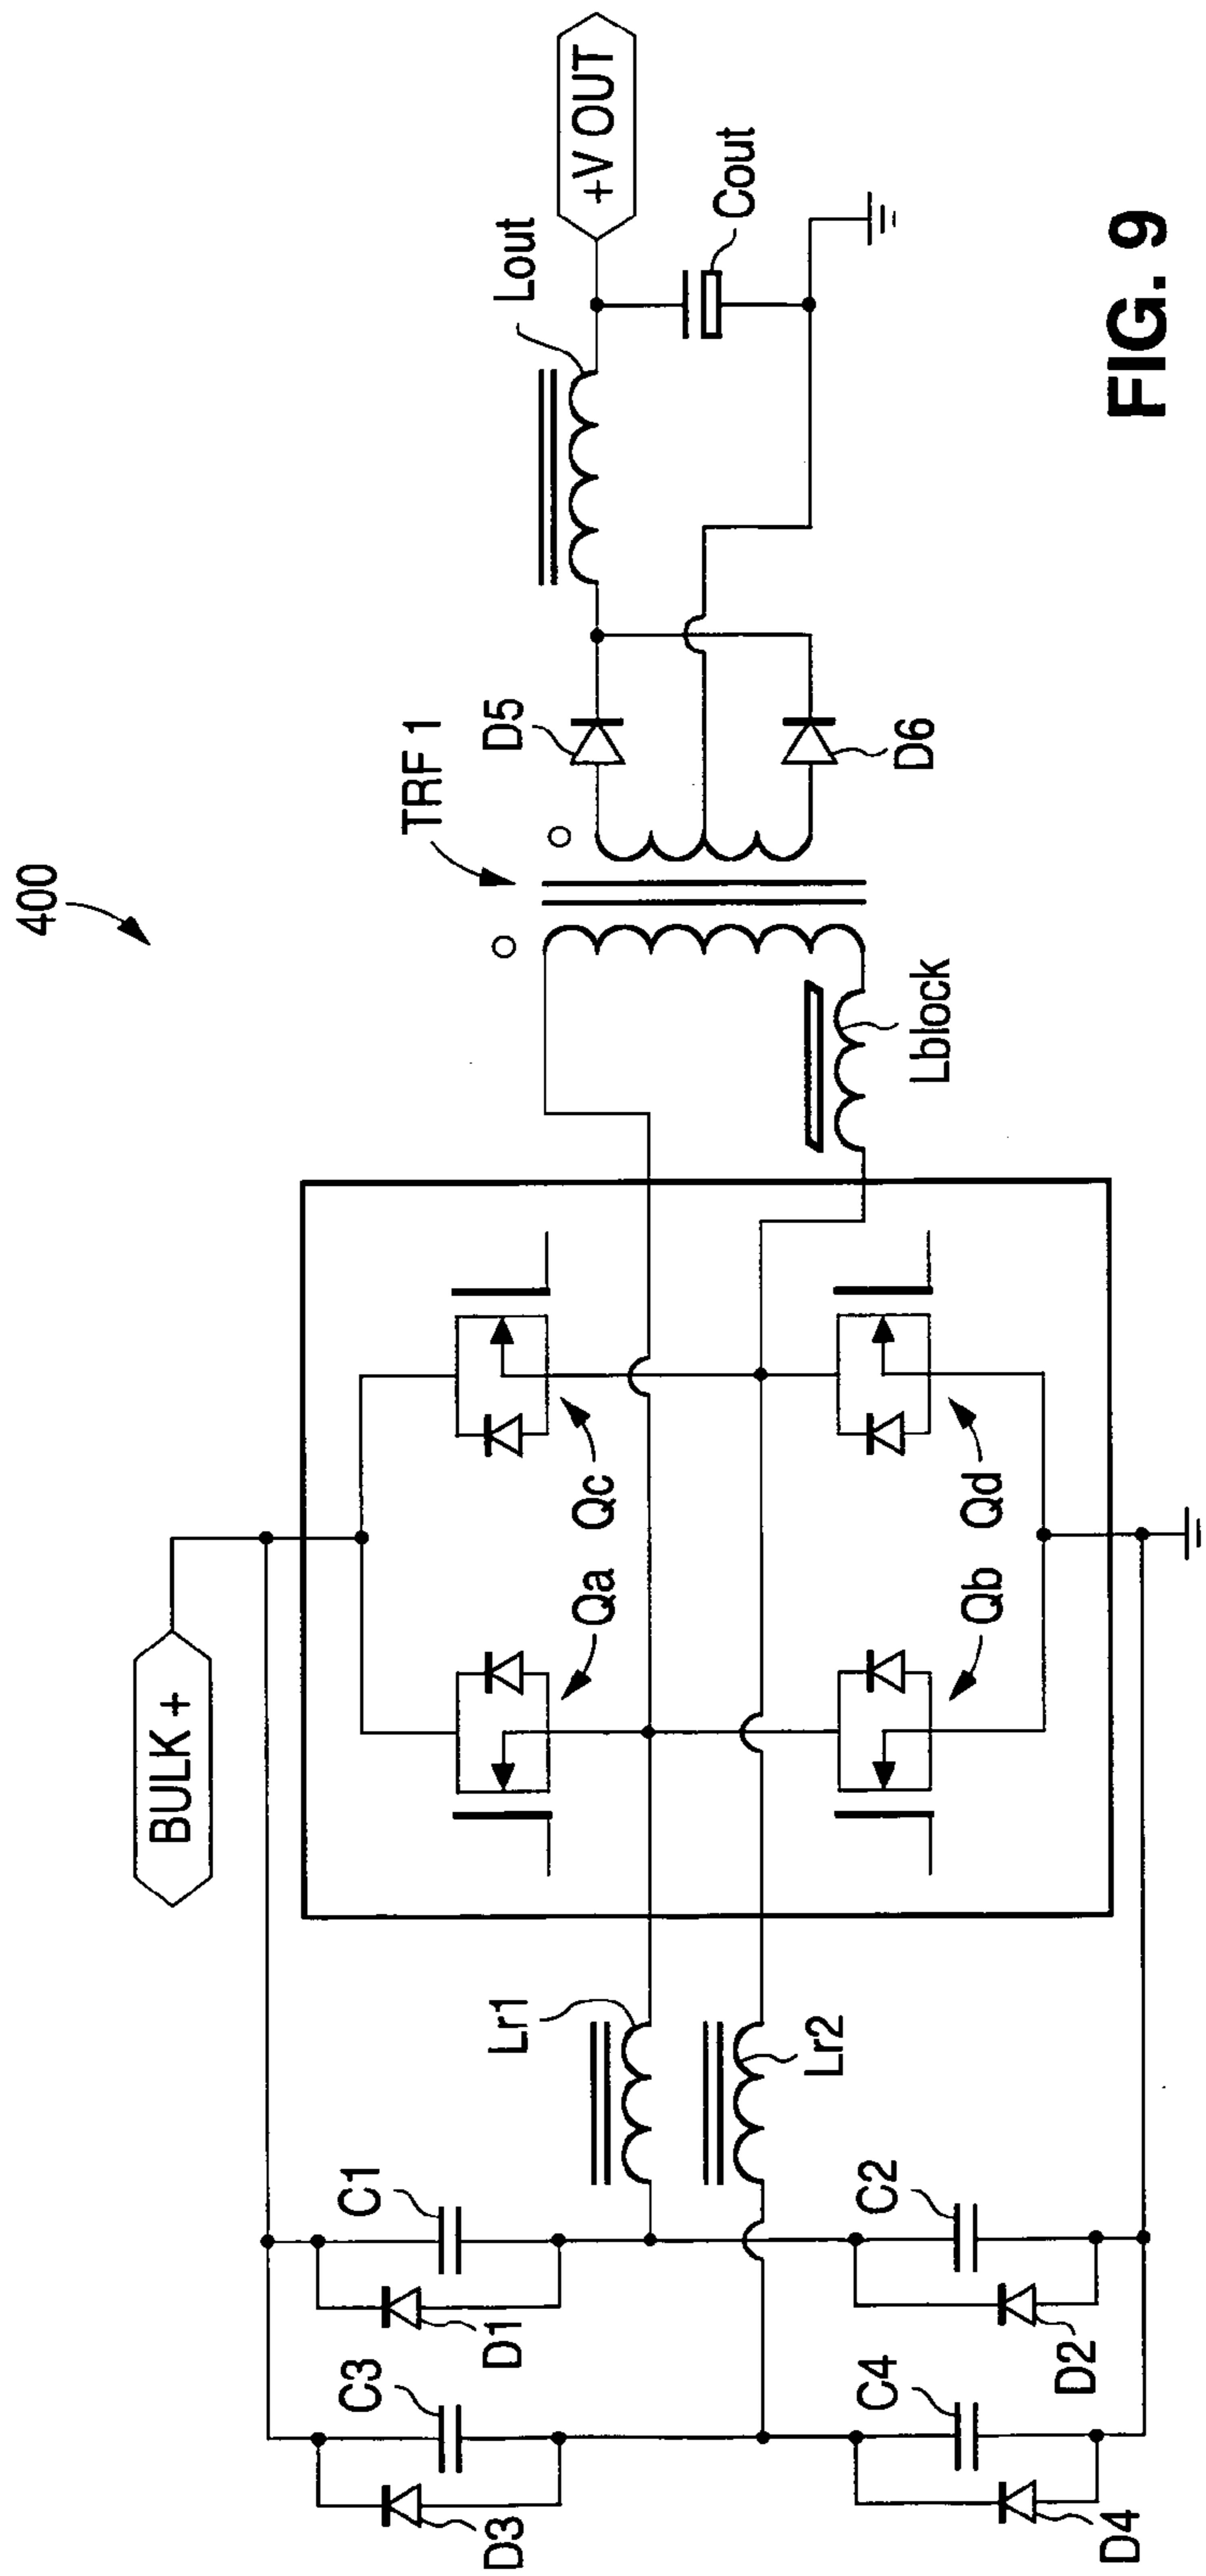 400
BULK +
Qa
Qc
Qb
Qd
Lr1
Lr2
C1
D1
C3
D3
C2
D2
C4
D4
TRF 1
Lblock
D5
D6
Lout
Cout
+V OUT
FIG. 9